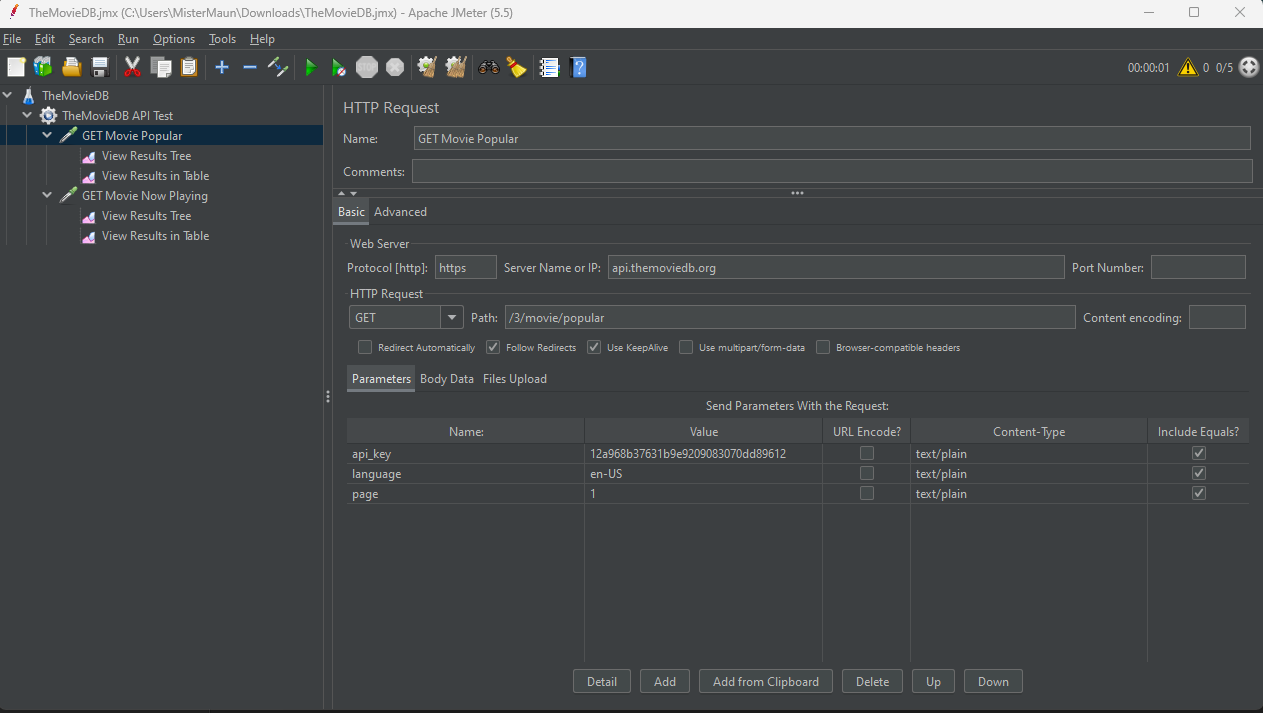 TheMovieDB.jmx (C:\Users\MisterMaun\Downloads\TheMovieDB.jmx) - Apache JMeter (5.5)
File Edit Search Run Options Tools Help
STOP 00:00:01 0 0/5
TheMovieDB
TheMovieDB API Test
GET Movie Popular
View Results Tree
View Results in Table
GET Movie Now Playing
View Results Tree
View Results in Table
HTTP Request
Name: GET Movie Popular
Comments:
Basic Advanced
Web Server
Protocol [http]: https Server Name or IP: api.themoviedb.org Port Number:
HTTP Request
GET Path: /3/movie/popular Content encoding:
Redirect Automatically Follow Redirects Use KeepAlive Use multipart/form-data Browser-compatible headers
Parameters Body Data Files Upload
Send Parameters With the Request:
Name: Value URL Encode? Content-Type Include Equals?
api_key 12a968b37631b9e9209083070dd89612 text/plain
language en-US text/plain
page 1 text/plain
Detail Add Add from Clipboard Delete Up Down